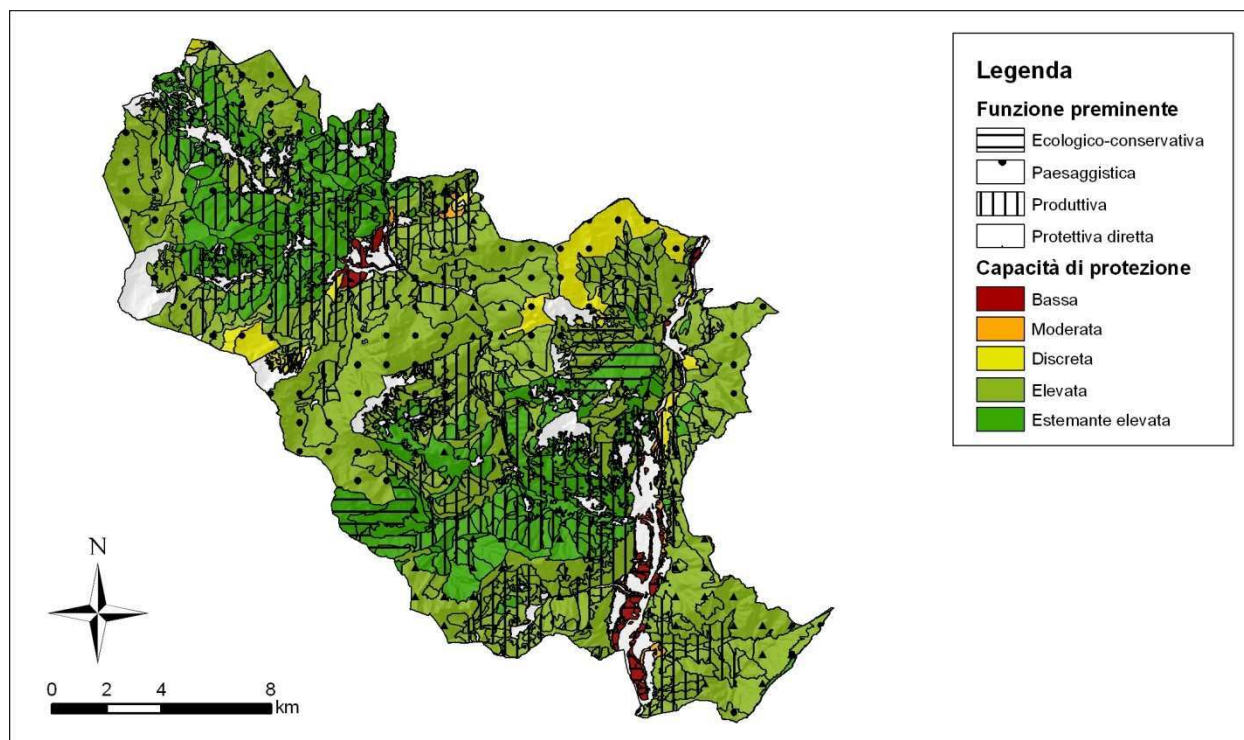 Legenda
Funzione preminente
Ecologico-conservativa
Paesaggistica
Produttiva
Protettiva diretta
Capacità di protezione
Bassa
Moderata
Discreta
Elevata
Estemante elevata
N
0 2 4 8
km